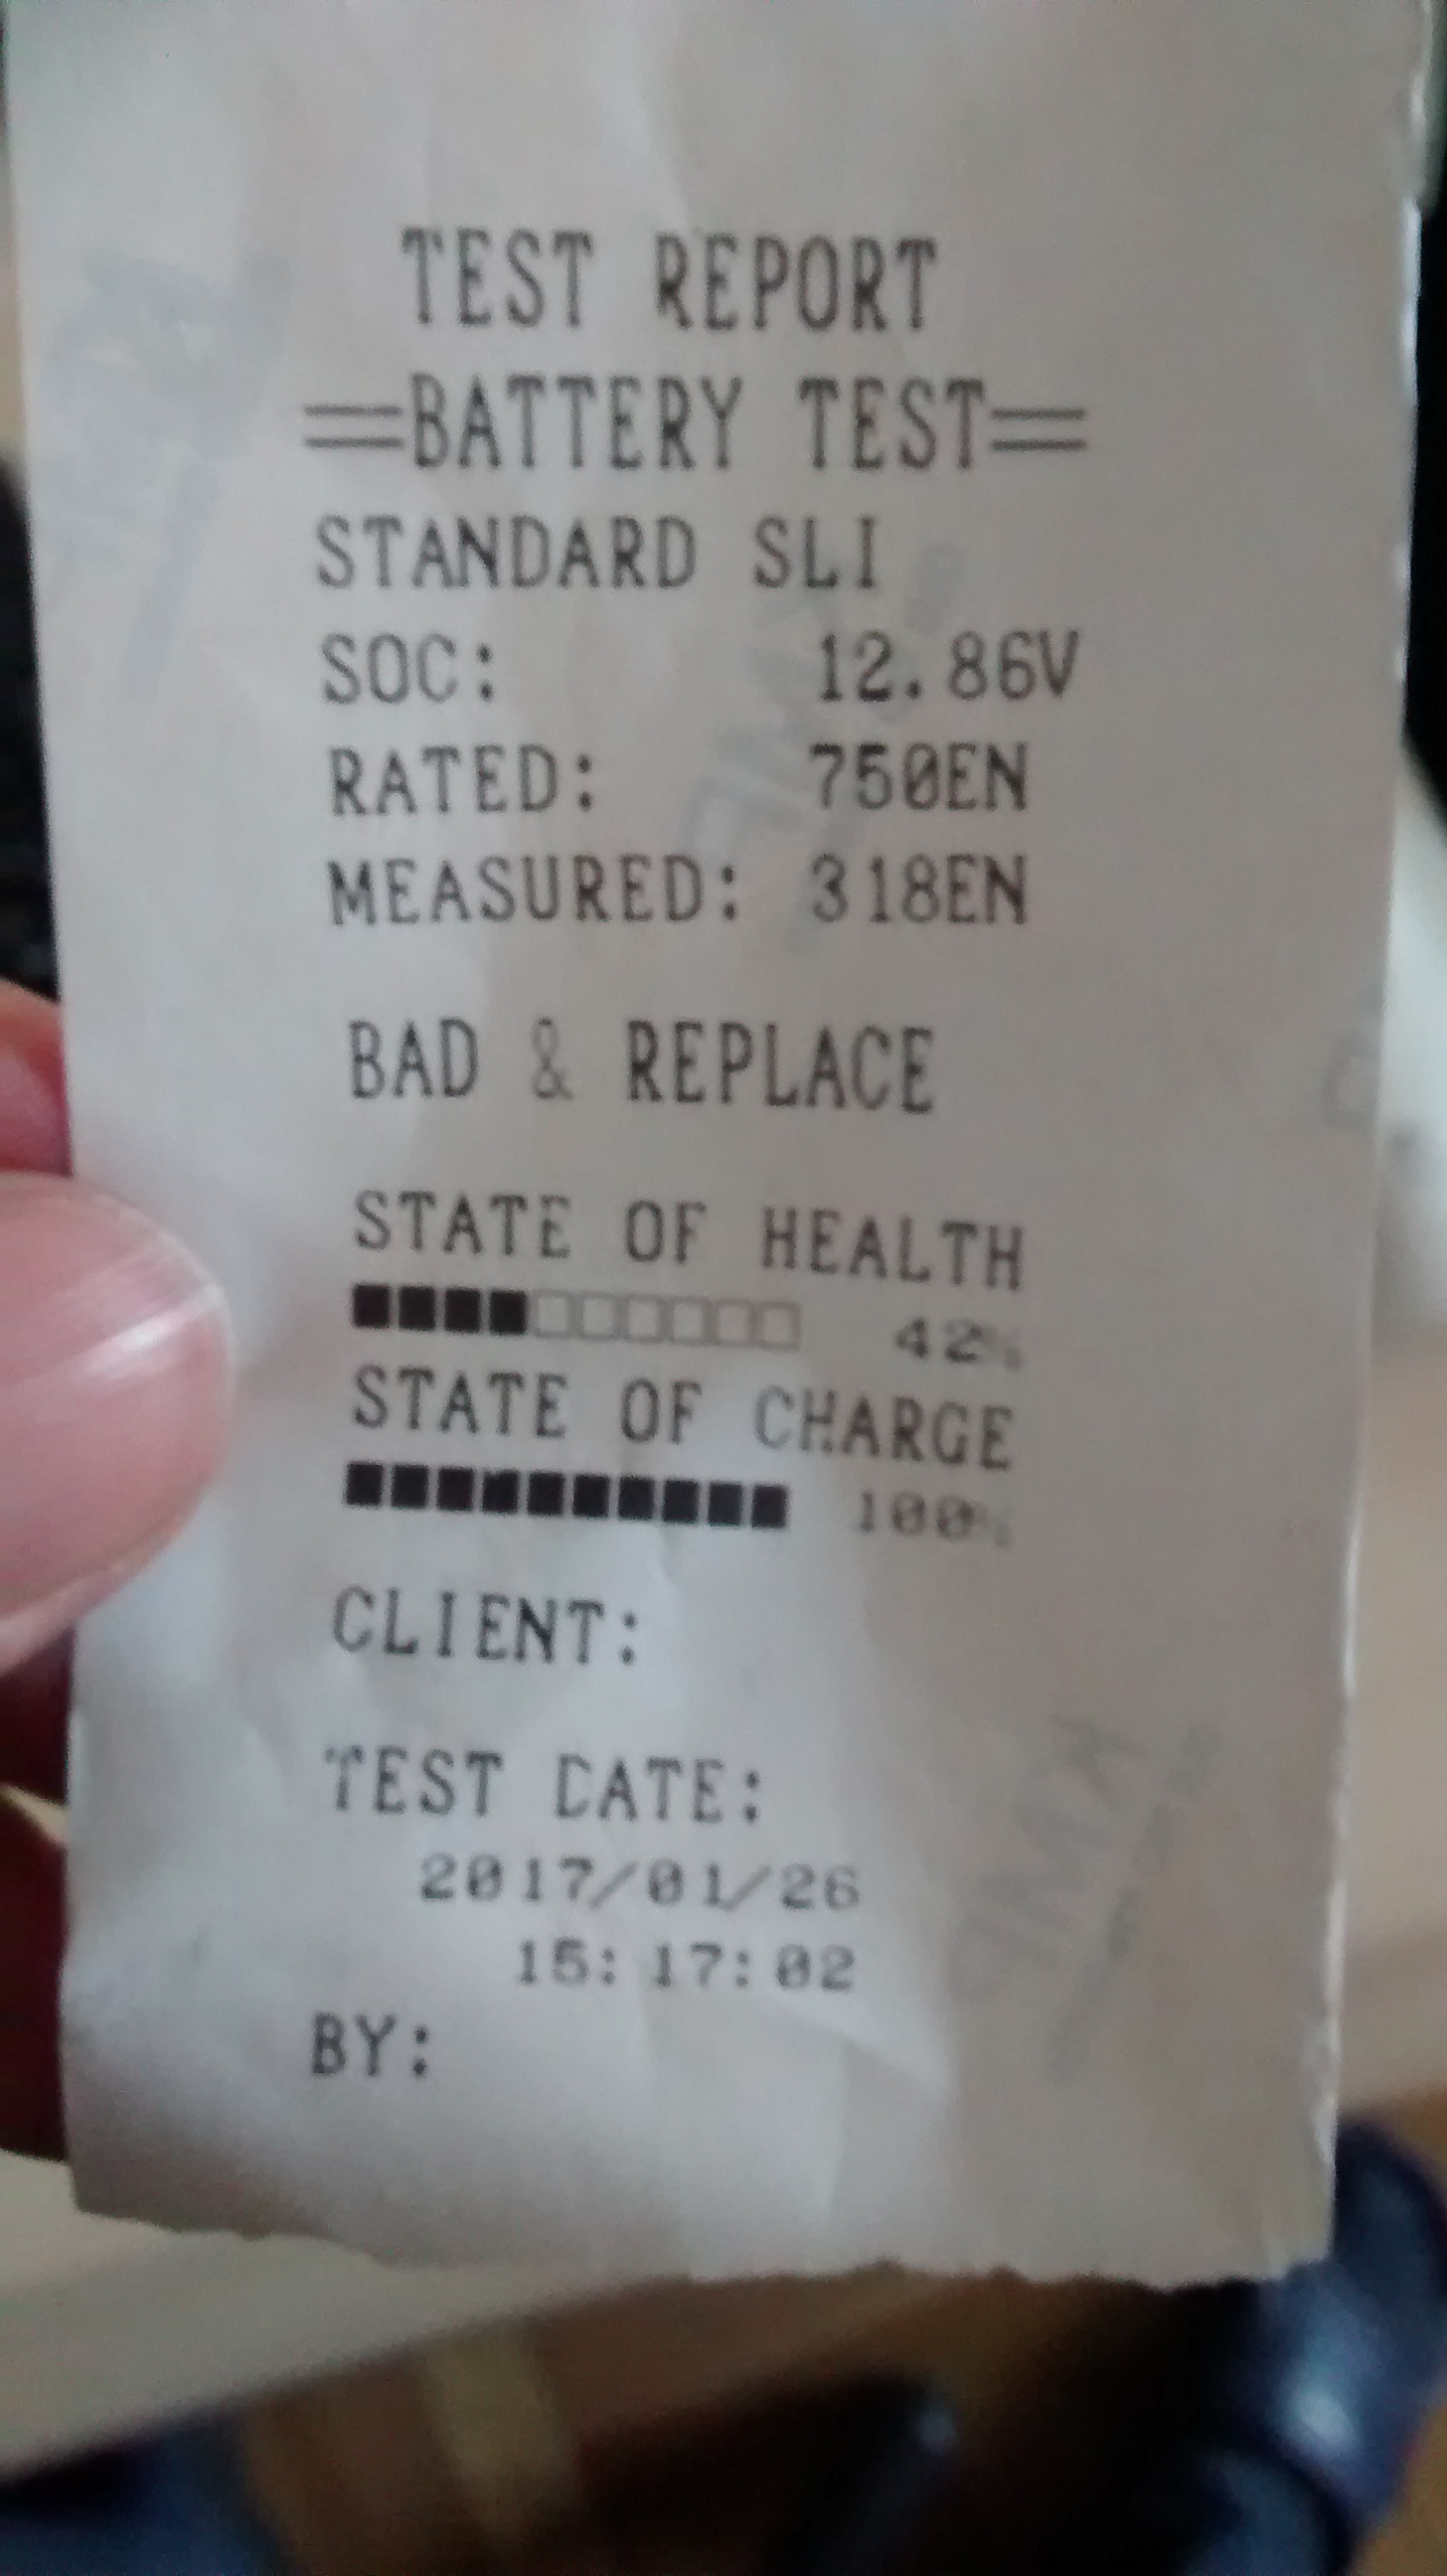 TEST REPORT
=BATTERY TEST=
STANDARD SLI
SOC: 12.86V
RATED: 750EN
MEASURED: 318EN
BAD & REPLACE
STATE OF HEALTH
42%
STATE OF CHARGE
100%
CLIENT:
TEST DATE:
2017/01/26
15:17:02
BY: